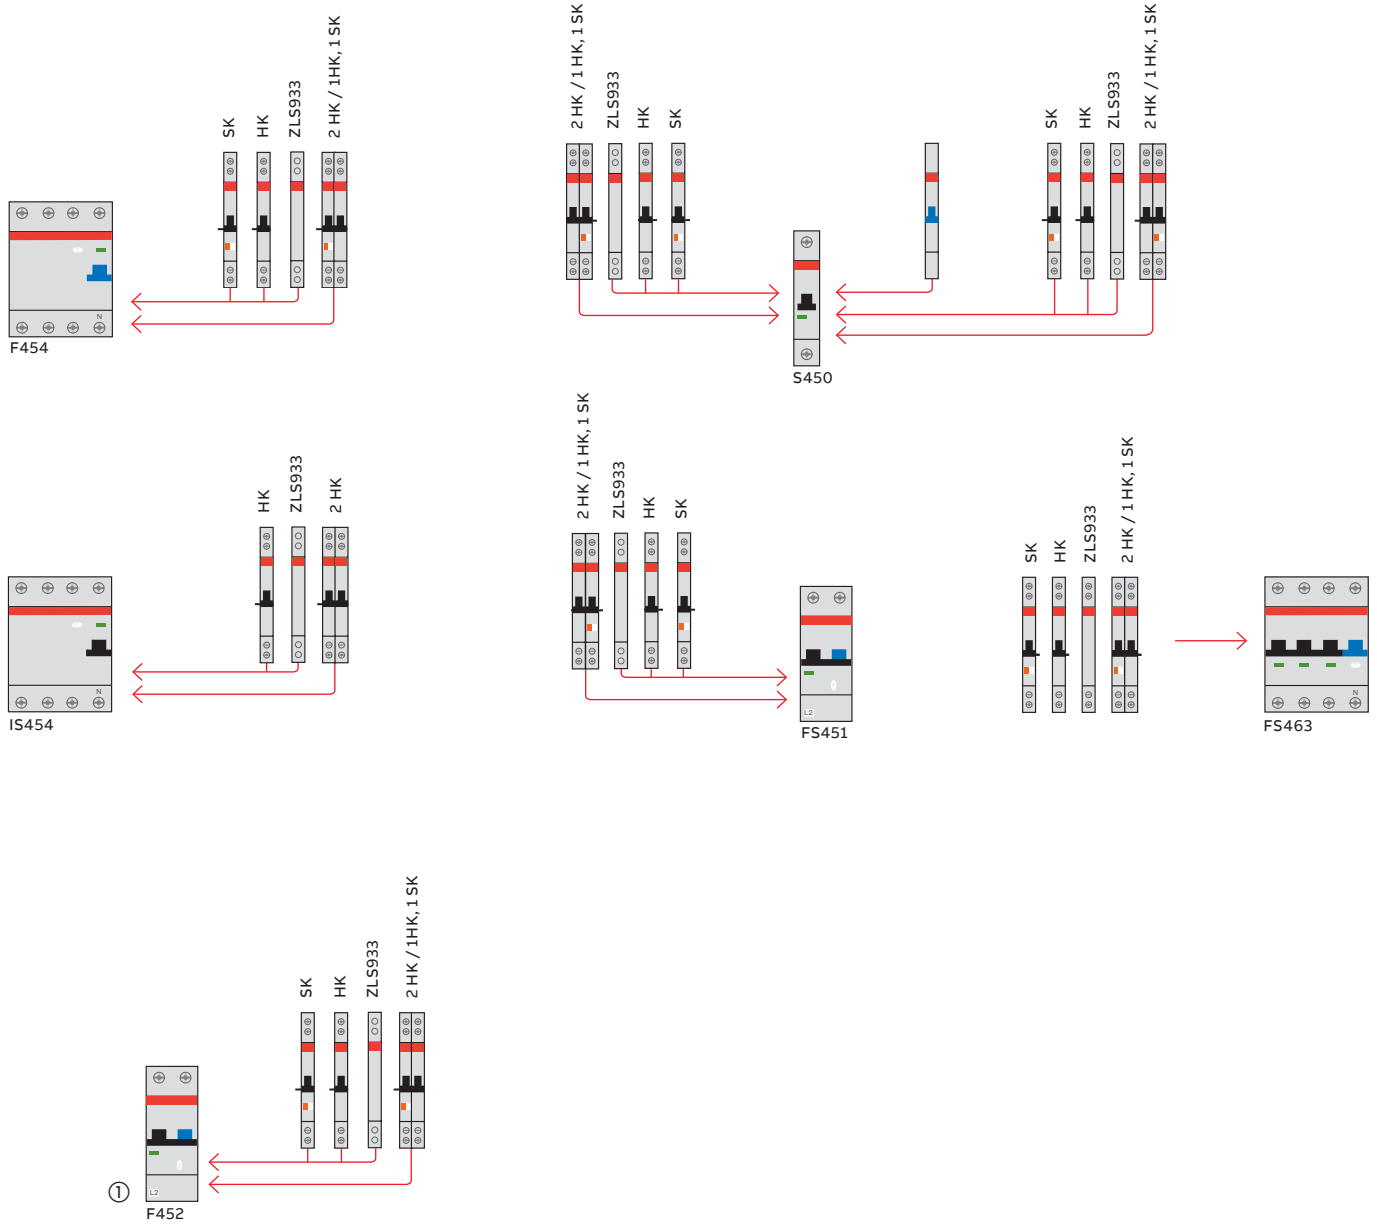 SK
HK
ZLS933
2 HK / 1HK, 1 SK
N
F454
2 HK / 1 HK, 1 SK
ZLS933
HK
SK
SK
HK
ZLS933
2 HK / 1 HK, 1 SK
S450
HK
ZLS933
2 HK
N
IS454
2 HK / 1 HK, 1 SK
ZLS933
HK
SK
L2
FS451
SK
HK
ZLS933
2 HK / 1 HK, 1 SK
N
FS463
SK
HK
ZLS933
2 HK / 1HK, 1 SK
①
L2
F452